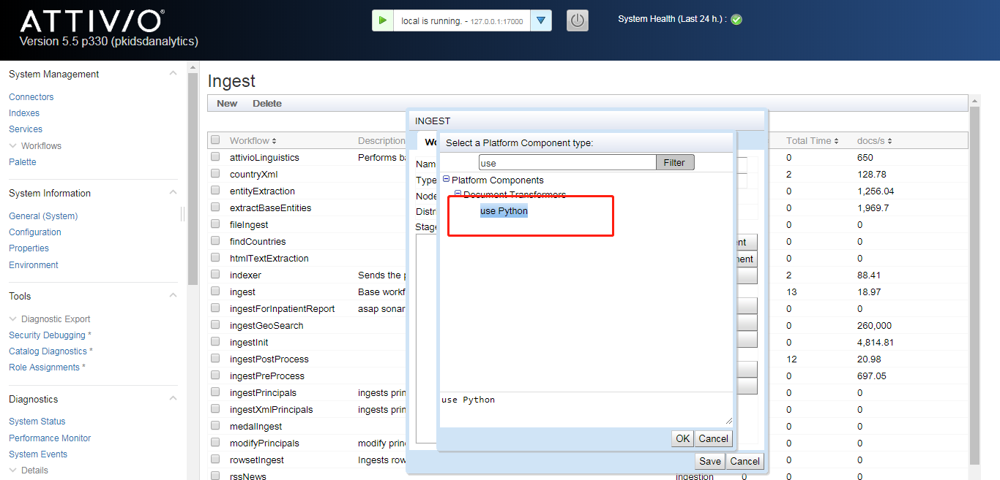 ATTIVIO®
Version 5.5 p330 (pkidsdanalytics)
local is running. - 127.0.0.1:17000
System Health (Last 24 h.) :
System Management
Connectors
Indexes
Services
Workflows
Palette
System Information
General (System)
Configuration
Properties
Environment
Tools
Diagnostic Export
Security Debugging *
Catalog Diagnostics *
Role Assignments *
Diagnostics
System Status
Performance Monitor
System Events
Details
Ingest
New Delete
Workflow Description Total Time docs/s
attivioLinguistics Performs ba 0 650
countryXml 2 128.78
entityExtraction 0 1,256.04
extractBaseEntities 0 1,969.7
fileIngest 0 0
findCountries 0 0
htmlTextExtraction 0 0
indexer Sends the p 2 88.41
ingest Base workf 13 18.97
ingestForInpatientReport asap sonar 0 0
ingestGeoSearch 0 260,000
ingestInit 0 4,814.81
ingestPostProcess 12 20.98
ingestPreProcess 0 697.05
ingestPrincipals ingests prin 0 0
ingestXmlPrincipals ingests prin 0 0
medalIngest 0 0
modifyPrincipals modify princ 0 0
rowsetIngest Ingests row 0 0
rssNews ingestion 0 0 0
INGEST
Wo
Nam
Type
Node
Distr
Stage
nt
nent
Save Cancel
Select a Platform Component type:
use Filter
Platform Components
Document Transformers
use Python
use Python
OK Cancel